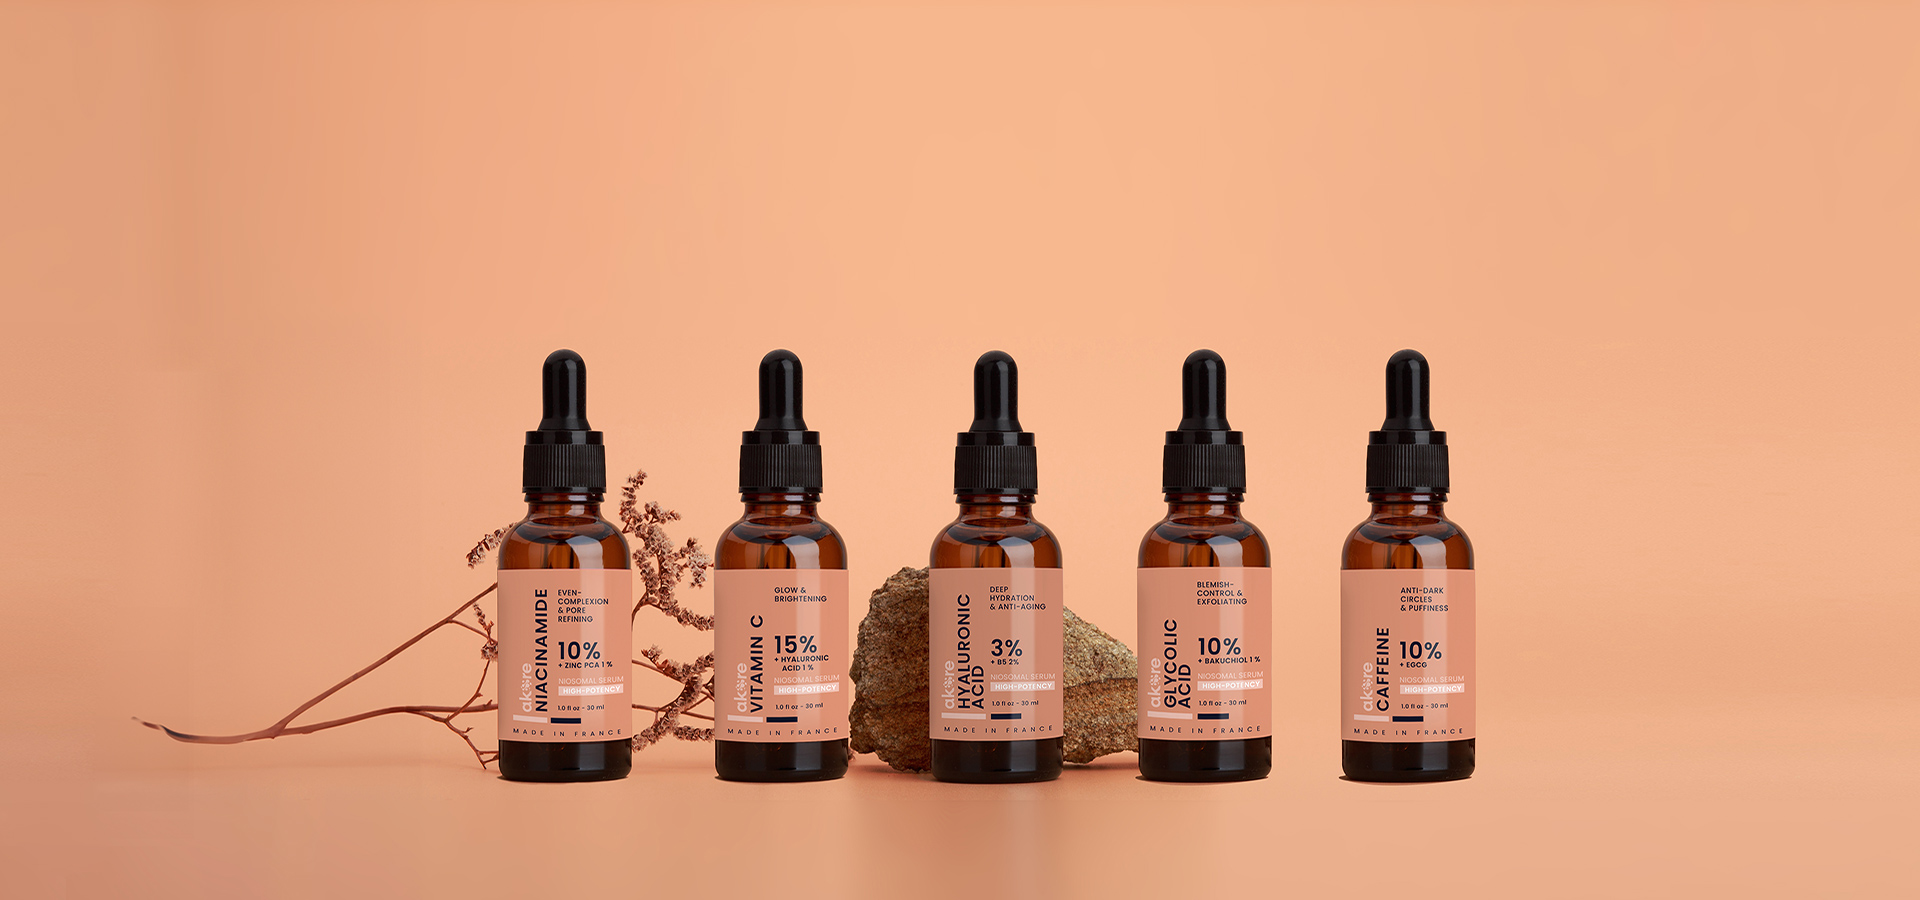 EVEN-
COMPLEXION
& PORE
REFINING
10%
+ ZINC PCA 1 %
NIOSOMAL SERUM
HIGH-POTENCY
1.0 fl oz - 30 ml
akøre
NIACINAMIDE
MADE IN FRANCE
GLOW &
BRIGHTENING
15%
+ HYALURONIC
ACID 1 %
NIOSOMAL SERUM
HIGH-POTENCY
1.0 fl oz - 30 ml
VITAMIN C
MADE IN FRANCE
DEEP
HYDRATION
& ANTI-AGING
3%
+ B5 2%
NIOSOMAL SERUM
HIGH-POTENCY
1.0 fl oz - 30 ml
HYALURONIC
ACID
MADE IN FRANCE
BLEMISH-
CONTROL &
EXFOLIATING
10%
+ BAKUCHIOL 1 %
NIOSOMAL SERUM
HIGH-POTENCY
1.0 fl oz - 30 ml
GLYCOLIC
ACID
MADE IN FRANCE
ANTI-DARK
CIRCLES
& PUFFINESS
10%
+ EGCG
NIOSOMAL SERUM
HIGH-POTENCY
1.0 fl oz - 30 ml
CAFFEINE
MADE IN FRANCE